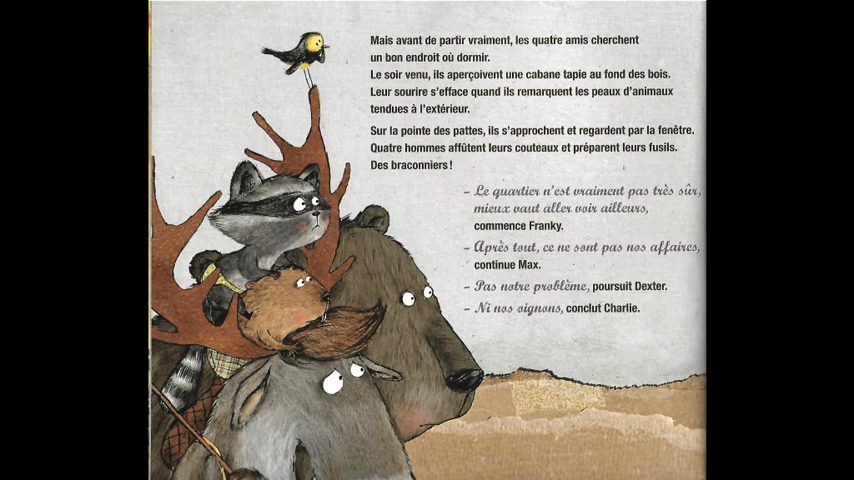 Mais avant de partir vraiment, les quatre amis cherchent
un bon endroit où dormir.
Le soir venu, ils aperçoivent une cabane tapie au fond des bois.
Leur sourire s'efface quand ils remarquent les peaux d'animaux
tendues à l'extérieur.
Sur la pointe des pattes, ils s'approchent et regardent par la fenêtre.
Quatre hommes affûtent leurs couteaux et préparent leurs fusils.
Des braconniers !
– Le quartier n'est vraiment pas très sûr,
mieux vaut aller voir ailleurs,
commence Franky.
– Après tout, ce ne sont pas nos affaires,
continue Max.
– Pas notre problème, poursuit Dexter.
– Ni nos oignons, conclut Charlie.